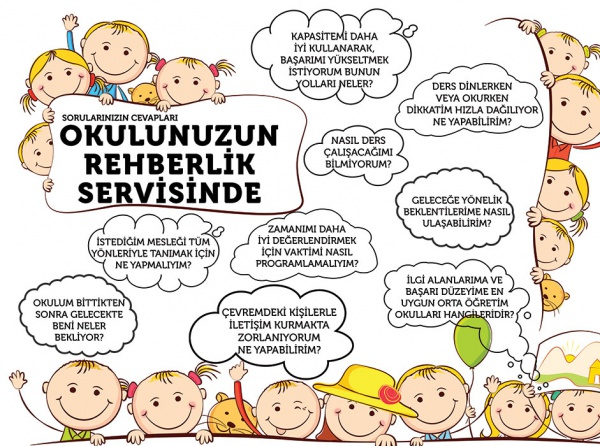 SORULARINIZIN CEVAPLARI
OKULUNUZUN
REHBERLİK
SERVİSİNDE
KAPASİTEMİ DAHA
İYİ KULLANARAK,
BAŞARIMI YÜKSELTMEK
İSTİYORUM BUNUN
YOLLARI NELER?
DERS DİNLERKEN
VEYA OKURKEN
DİKKATİM HIZLA DAĞILIYOR
NE YAPABİLİRİM?
NASIL DERS
ÇALIŞACAĞIMI
BİLMİYORUM?
GELECEĞE YÖNELİK
BEKLENTİLERİME NASIL
ULAŞABİLİRİM?
İSTEDİĞİM MESLEĞİ TÜM
YÖNLERİYLE TANIMAK İÇİN
NE YAPMALIYIM?
ZAMANIMI DAHA
İYİ DEĞERLENDİRMEK
İÇİN VAKTİMİ NASIL
PROGRAMLAMALIYIM?
OKULUM BİTTİKTEN
SONRA GELECEKTE
BENİ NELER
BEKLİYOR?
ÇEVREMDEKİ KİŞİLERLE
İLETİŞİM KURMAKTA
ZORLANIYORUM
NE YAPABİLİRİM?
İLGİ ALANLARIMA VE
BAŞARI DÜZEYİME EN
UYGUN ORTA ÖĞRETİM
OKULLARI HANGİLERİDİR?